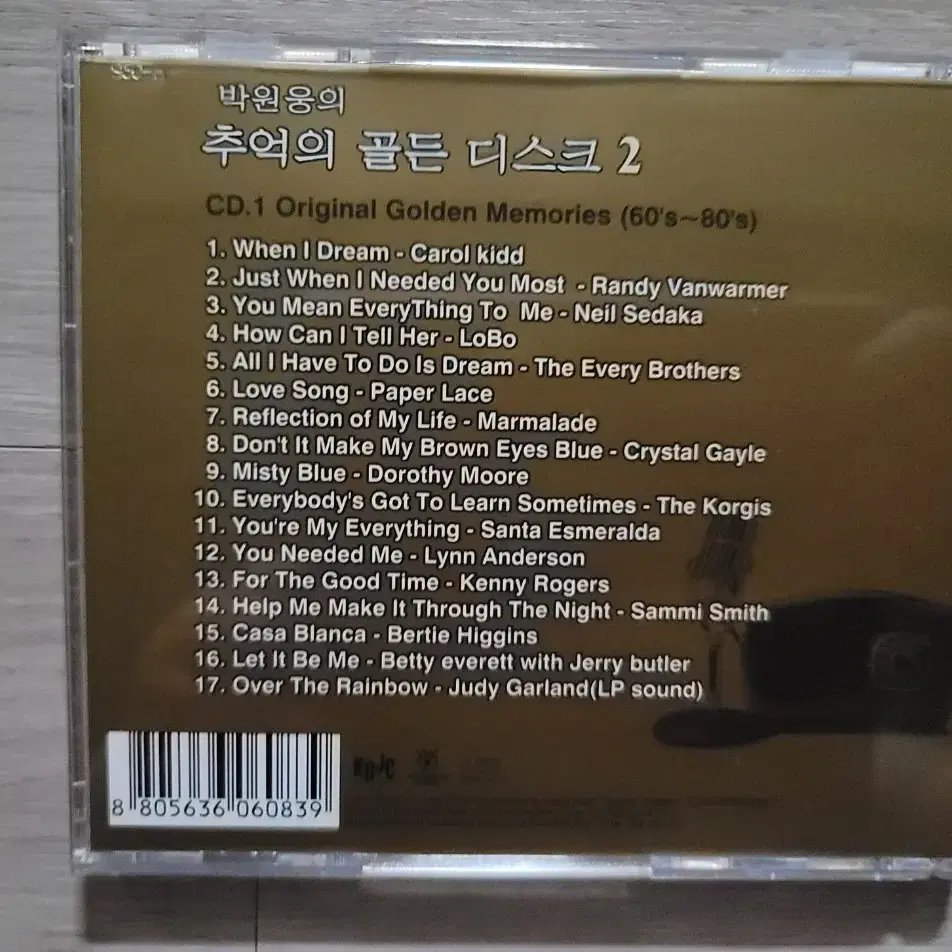 박원웅의
추억의 골든 디스크 2
CD.1 Original Golden Memories (60's~80's)
1. When I Dream - Carol kidd
2. Just When I Needed You Most - Randy Vanwarmer
3. You Mean EveryThing To Me - Neil Sedaka
4. How Can I Tell Her - LoBo
5. All I Have To Do Is Dream - The Every Brothers
6. Love Song - Paper Lace
7. Reflection of My Life - Marmalade
8. Don't It Make My Brown Eyes Blue - Crystal Gayle
9. Misty Blue - Dorothy Moore
10. Everybody's Got To Learn Sometimes - The Korgis
11. You're My Everything - Santa Esmeralda
12. You Needed Me - Lynn Anderson
13. For The Good Time - Kenny Rogers
14. Help Me Make It Through The Night - Sammi Smith
15. Casa Blanca - Bertie Higgins
16. Let It Be Me - Betty everett with Jerry butler
17. Over The Rainbow - Judy Garland(LP sound)
8 805636 060839